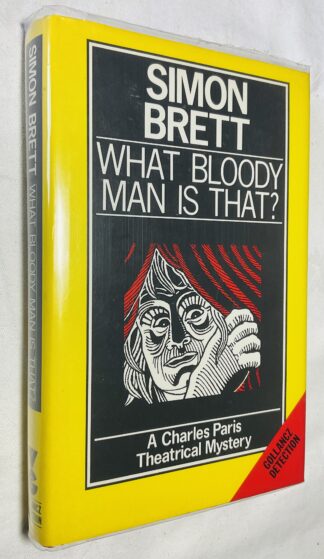 SIMON
BRETT
WHAT BLOODY
MAN IS THAT?
A Charles Paris
Theatrical Mystery
GOLLANCZ
DETECTION
SIMON BRETT WHAT BLOODY MAN IS THAT?